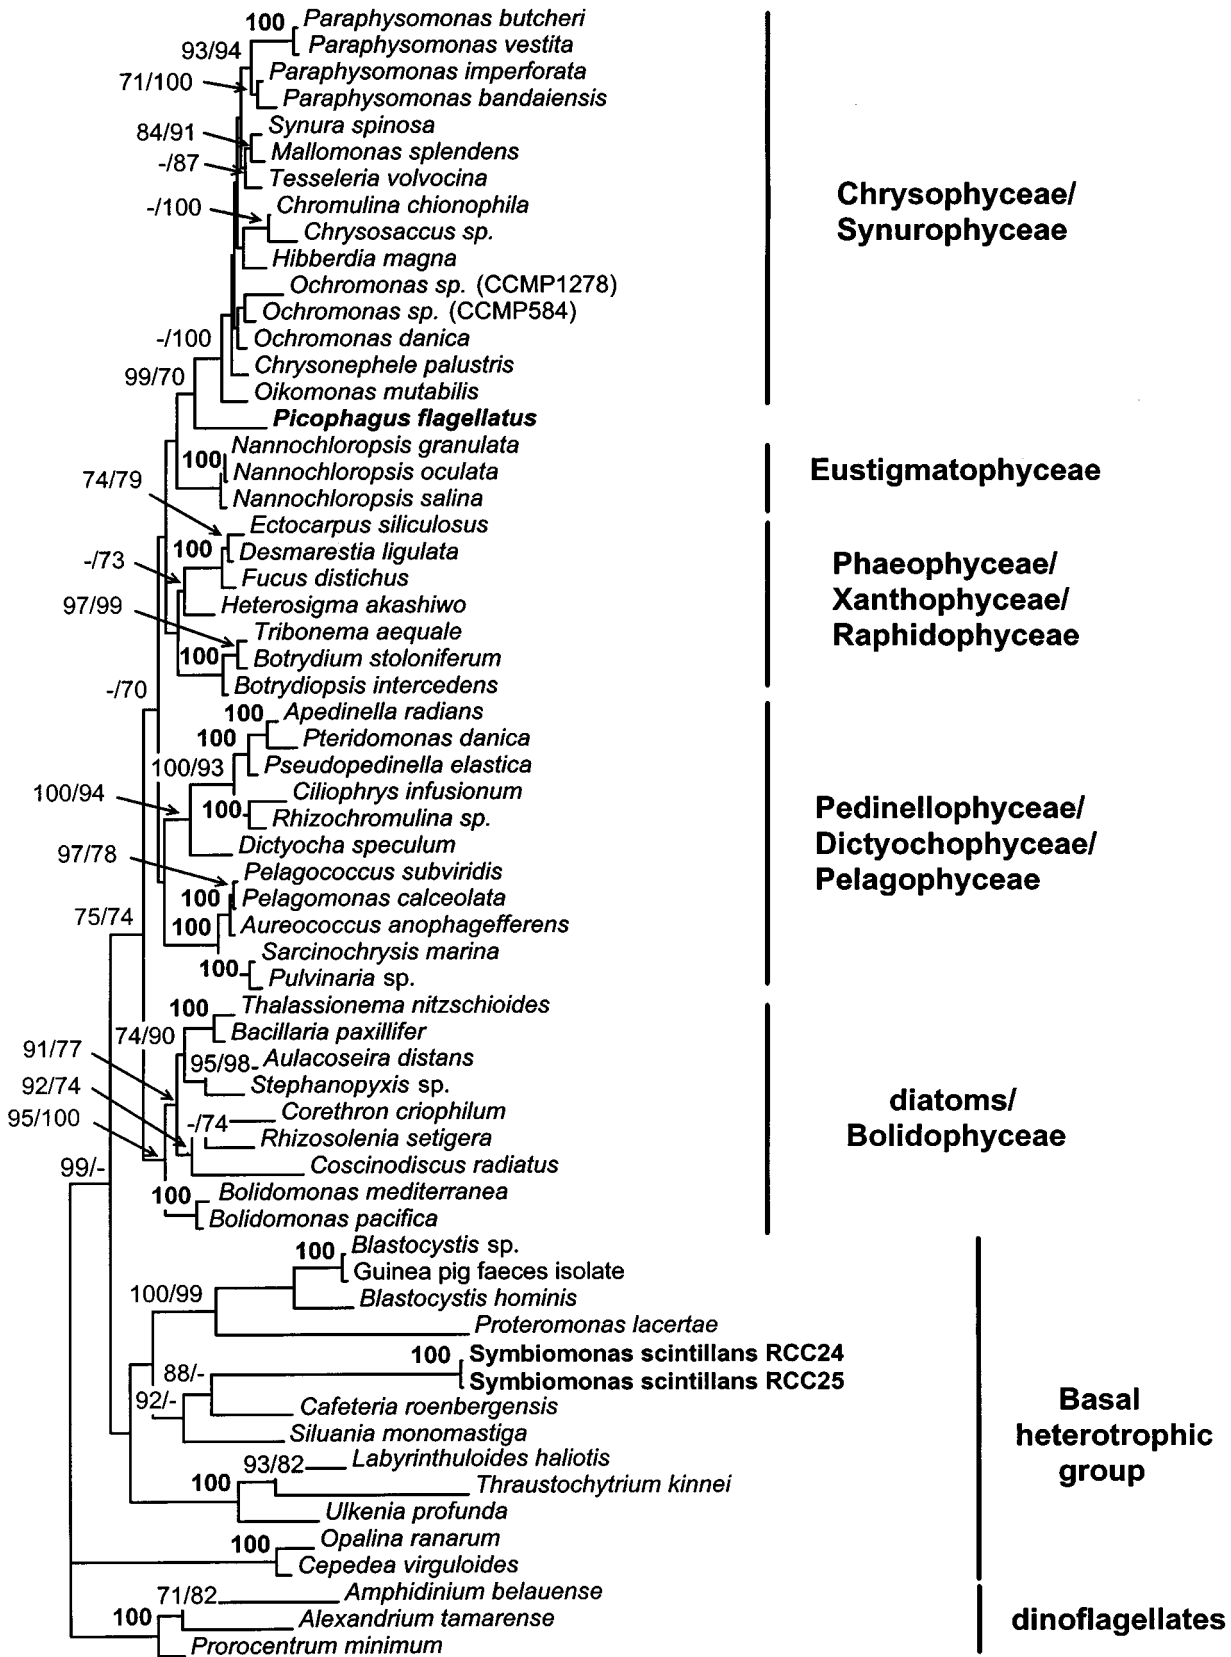 100 Paraphysomonas butcheri
Paraphysomonas vestita
93/94
Paraphysomonas imperforata
71/100
Paraphysomonas bandaiensis
Synura spinosa
84/91
Mallomonas splendens
-/87
Tesseleria volvocina
Chromulina chionophila
-/100
Chrysosaccus sp.
Hibberdia magna
Ochromonas sp. (CCMP1278)
Ochromonas sp. (CCMP584)
-/100
Ochromonas danica
Chrysonephele palustris
99/70
Oikomonas mutabilis
Picophagus flagellatus
Chrysophyceae/
Synurophyceae
Nannochloropsis granulata
100
Nannochloropsis oculata
74/79
Nannochloropsis salina
Eustigmatophyceae
Ectocarpus siliculosus
100
Desmarestia ligulata
-/73
Fucus distichus
97/99
Heterosigma akashiwo
Tribonema aequale
100
Botrydium stoloniferum
-/70
Botrydiopsis intercedens
Phaeophyceae/
Xanthophyceae/
Raphidophyceae
100 Apedinella radians
100
Pteridomonas danica
100/93
Pseudopedinella elastica
100/94
Ciliophrys infusionum
100
Rhizochromulina sp.
Dictyocha speculum
97/78
Pelagococcus subviridis
100
Pelagomonas calceolata
75/74
100
Aureococcus anophagefferens
Sarcinochrysis marina
100
Pulvinaria sp.
Pedinellophyceae/
Dictyochophyceae/
Pelagophyceae
100 Thalassionema nitzschioides
74/90
Bacillaria paxillifer
91/77
95/98 Aulacoseira distans
92/74
Stephanopyxis sp.
95/100
-/74
Corethron criophilum
Rhizosolenia setigera
99/-
Coscinodiscus radiatus
100 Bolidomonas mediterranea
Bolidomonas pacifica
diatoms/
Bolidophyceae
100 Blastocystis sp.
Guinea pig faeces isolate
100/99
Blastocystis hominis
Proteromonas lacertae
100 Symbiomonas scintillans RCC24
88/-
Symbiomonas scintillans RCC25
92/-
Cafeteria roenbergensis
Siluania monomastiga
93/82 Labyrinthuloides haliotis
100
Thraustochytrium kinnei
Ulkenia profunda
100 Opalina ranarum
Cepedea virguloides
Basal
heterotrophic
group
71/82 Amphidinium belauense
100
Alexandrium tamarense
Prorocentrum minimum
dinoflagellates